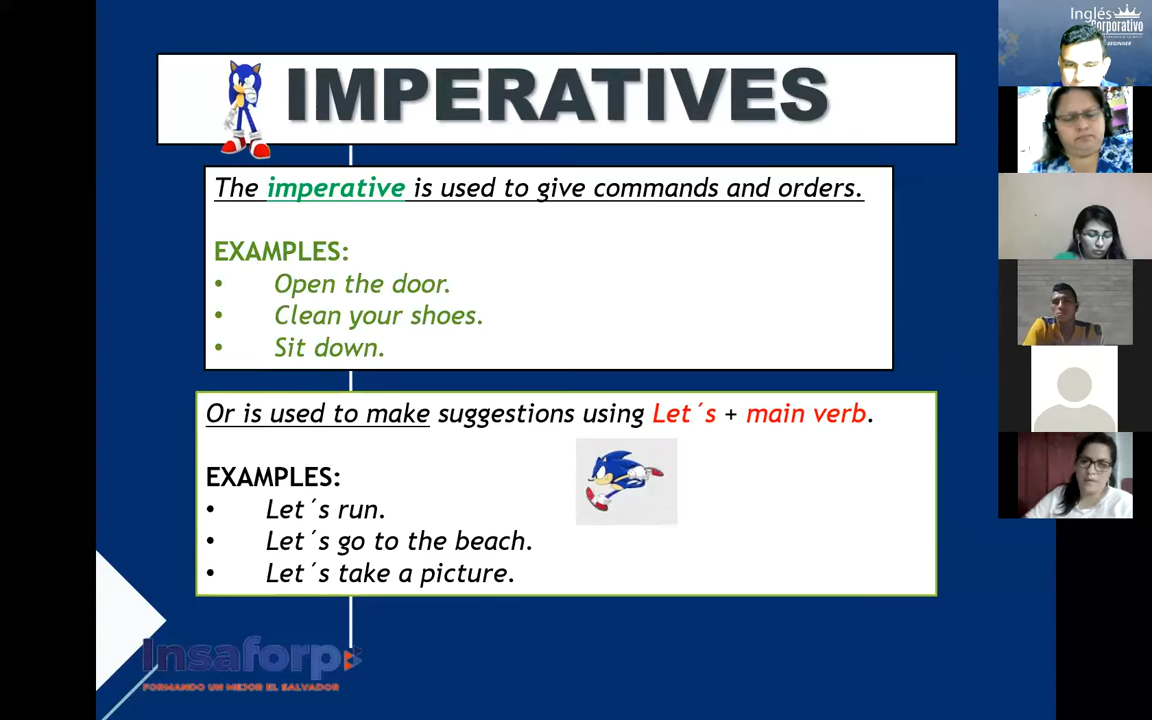 IMPERATIVES
The imperative is used to give commands and orders.
EXAMPLES:
• Open the door.
• Clean your shoes.
• Sit down.
Or is used to make suggestions using Let´s + main verb.
EXAMPLES:
• Let´s run.
• Let´s go to the beach.
• Let´s take a picture.
Insaforp
FORMANDO UN MEJOR EL SALVADOR
Inglés
Corporativo
BEGINNER